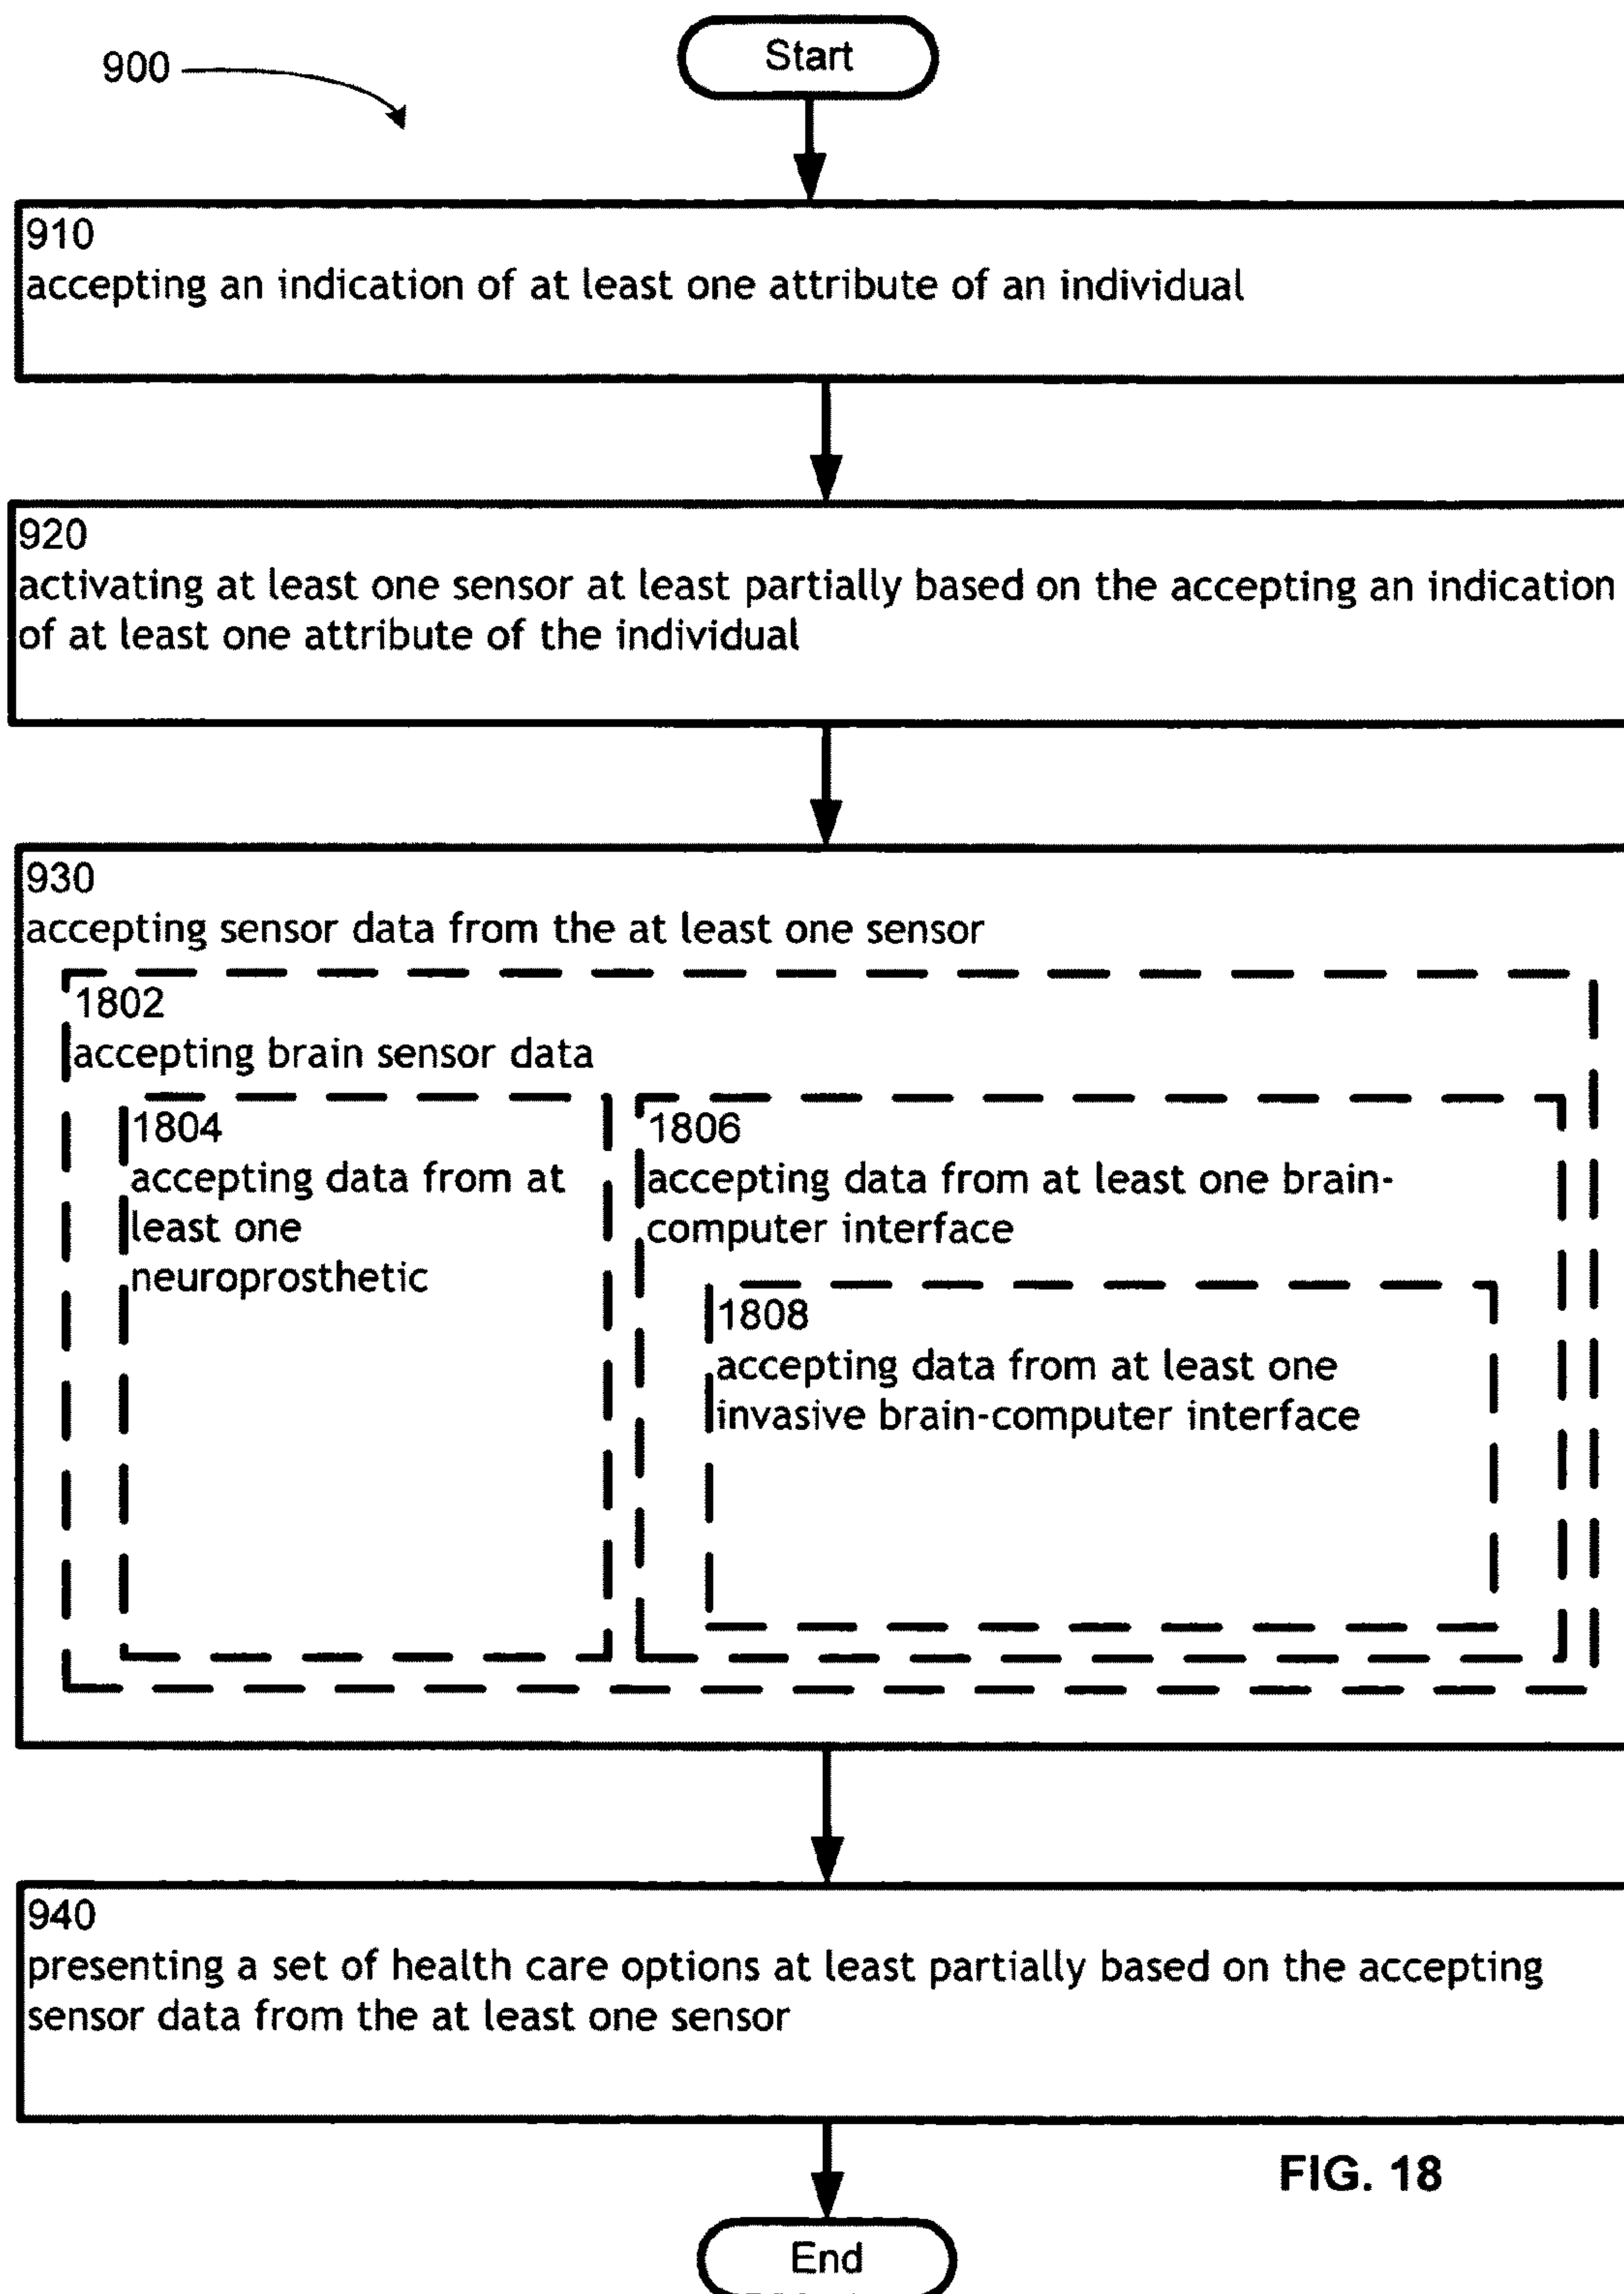 Start
900
910
accepting an indication of at least one attribute of an individual
920
activating at least one sensor at least partially based on the accepting an indication
of at least one attribute of the individual
930
accepting sensor data from the at least one sensor
1802
accepting brain sensor data
1804
accepting data from at
least one
neuroprosthetic
1806
accepting data from at least one brain-
computer interface
1808
accepting data from at least one
invasive brain-computer interface
940
presenting a set of health care options at least partially based on the accepting
sensor data from the at least one sensor
FIG. 18
End